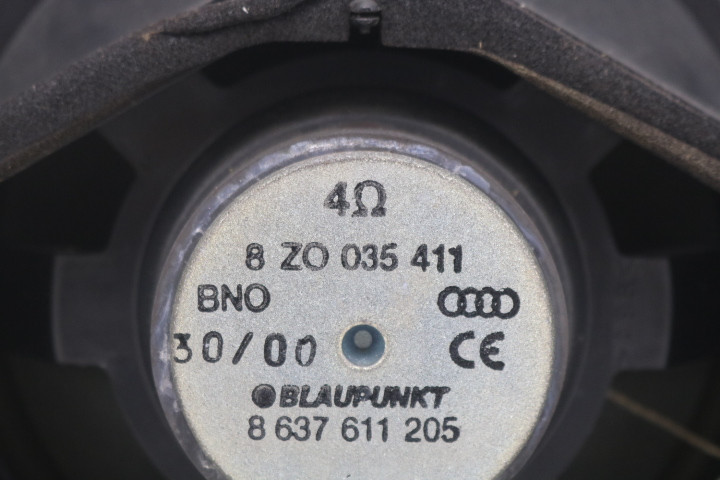 4Ω
8 ZO 035 411
BNO
30/00 CE
BLAUPUNKT
8 637 611 205